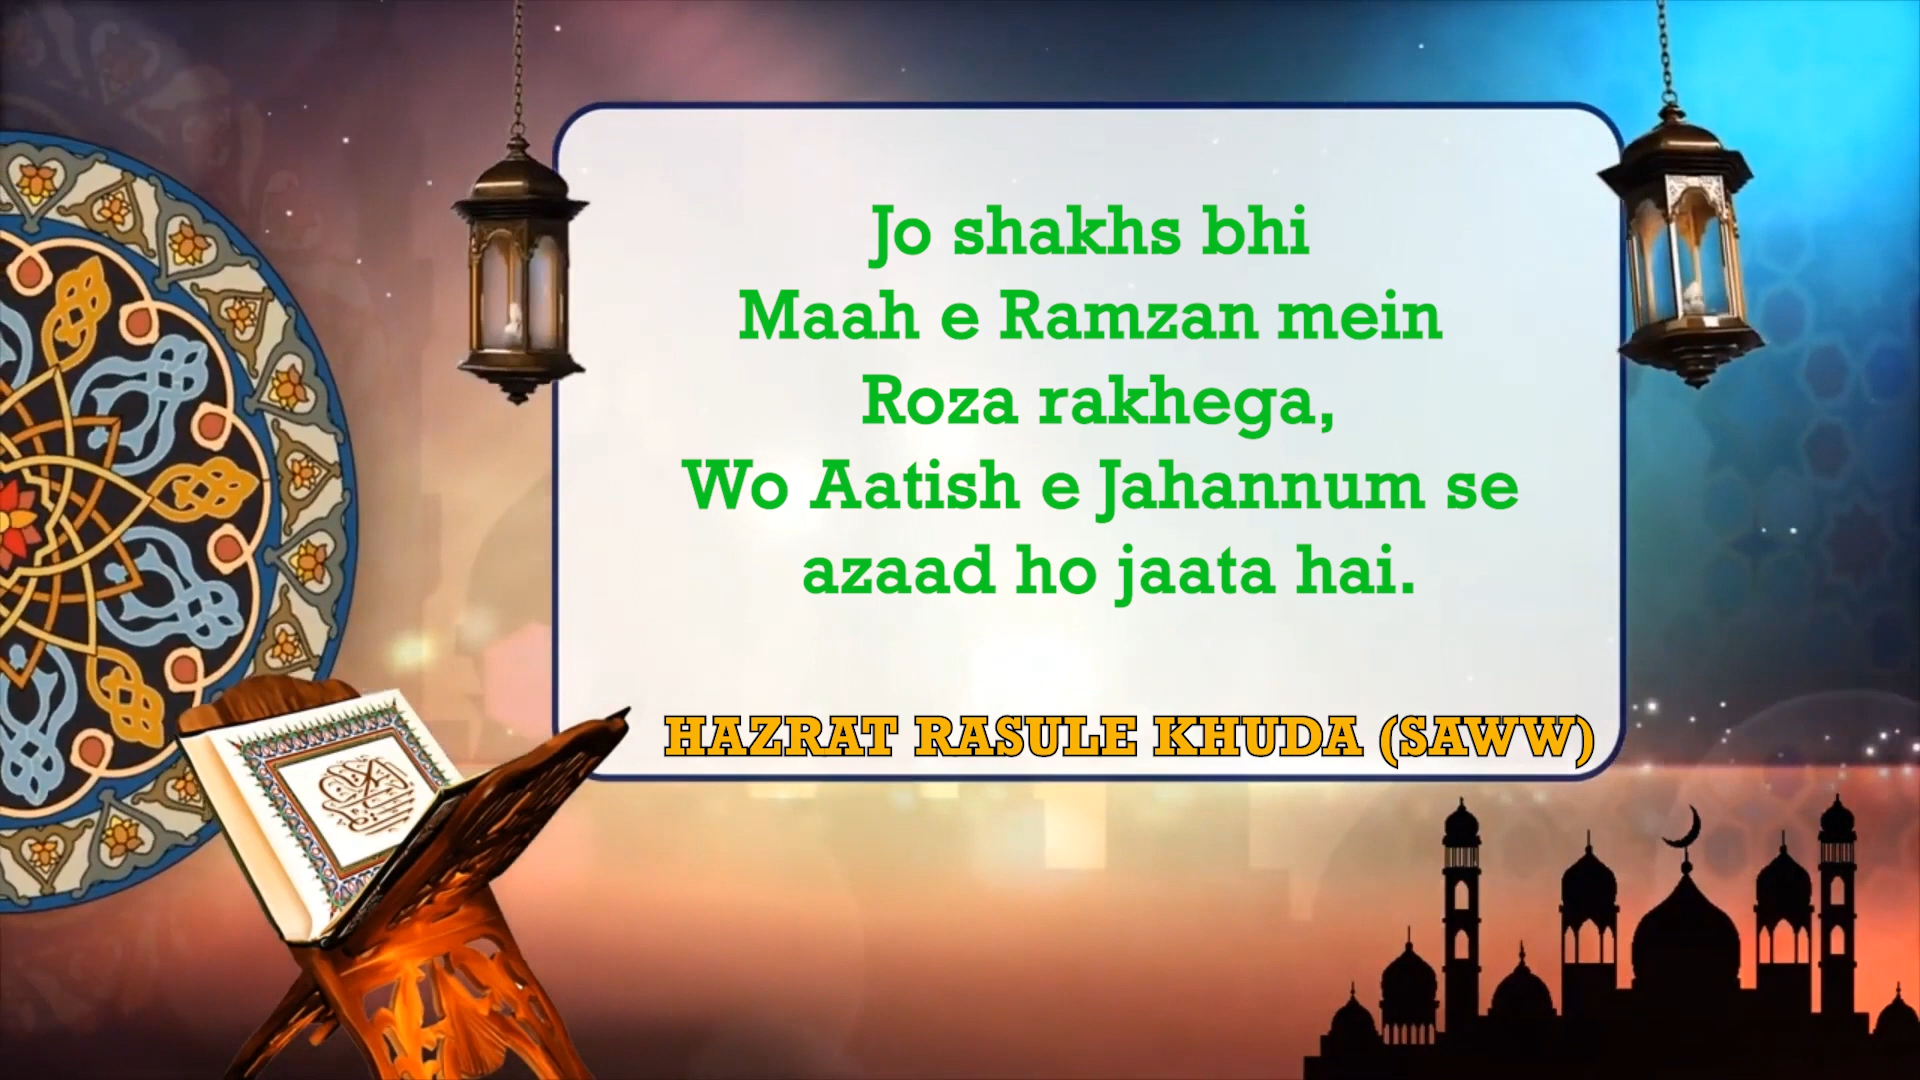 Jo shakhs bhi
Maah e Ramzan mein
Roza rakhega,
Wo Aatish e Jahannum se
azaad ho jaata hai.
HAZRAT RASULE KHUDA (SAWW)